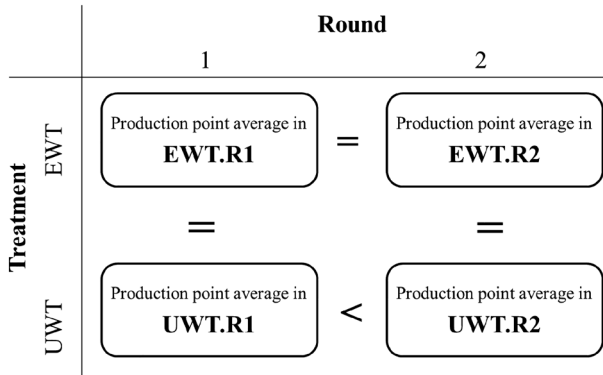 Round
1 2
Treatment
EWT
Production point average in
EWT.R1
=
Production point average in
EWT.R2
= =
UWT
Production point average in
UWT.R1
<
Production point average in
UWT.R2